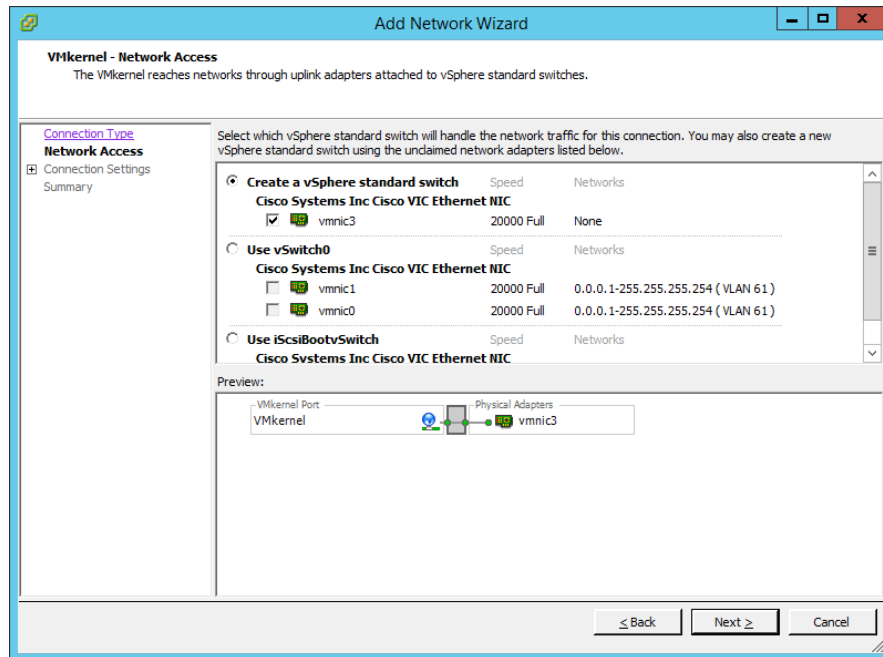 Add Network Wizard
VMkernel - Network Access
The VMkernel reaches networks through uplink adapters attached to vSphere standard switches.
Connection Type
Network Access
Connection Settings
Summary
Select which vSphere standard switch will handle the network traffic for this connection. You may also create a new
vSphere standard switch using the unclaimed network adapters listed below.
Create a vSphere standard switch Speed Networks
Cisco Systems Inc Cisco VIC Ethernet NIC
vmnic3 20000 Full None
Use vSwitch0 Speed Networks
Cisco Systems Inc Cisco VIC Ethernet NIC
vmnic1 20000 Full 0.0.0.1-255.255.255.254 ( VLAN 61 )
vmnic0 20000 Full 0.0.0.1-255.255.255.254 ( VLAN 61 )
Use iScsiBootvSwitch Speed Networks
Cisco Systems Inc Cisco VIC Ethernet NIC
Preview:
VMkernel Port Physical Adapters
VMkernel vmnic3
< Back Next > Cancel